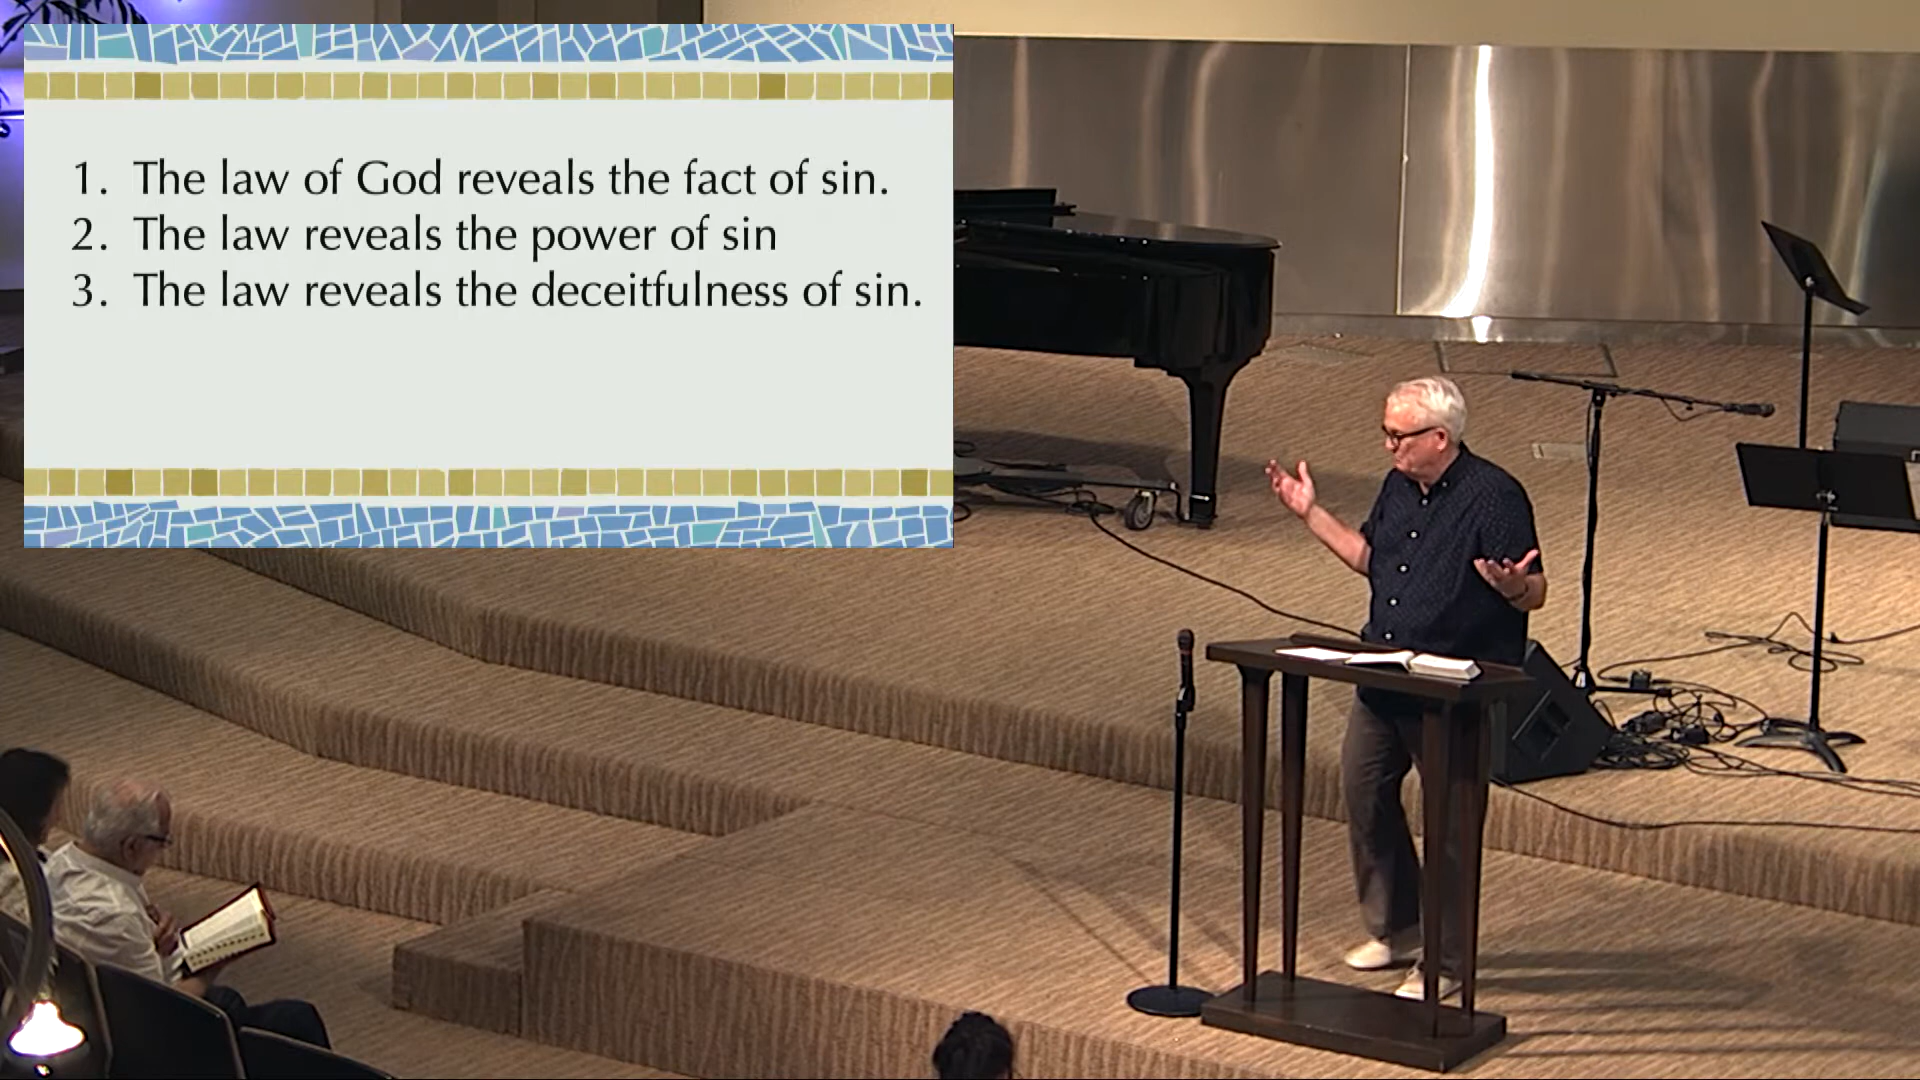 1. The law of God reveals the fact of sin.
2. The law reveals the power of sin
3. The law reveals the deceitfulness of sin.